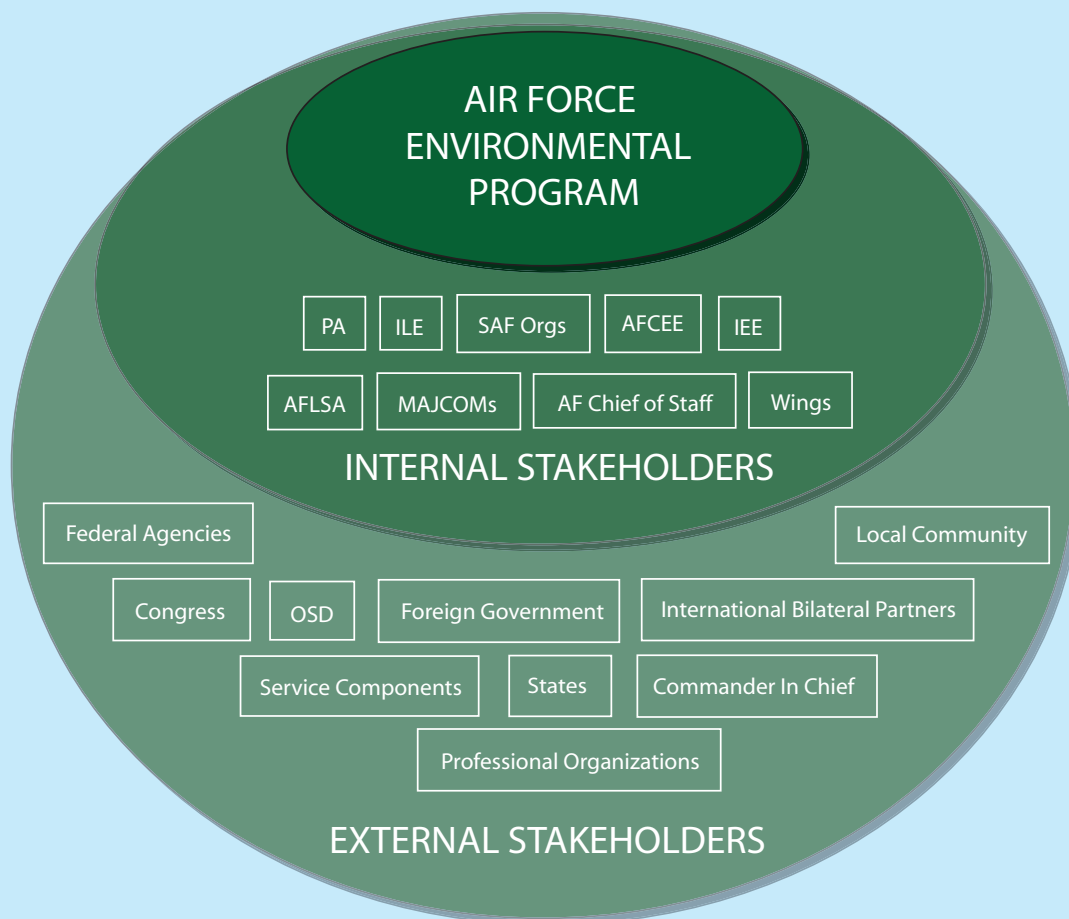 AIR FORCE
ENVIRONMENTAL
PROGRAM
PA ILE SAF Orgs AFCEE IEE
AFLSA MAJCOMs AF Chief of Staff Wings
INTERNAL STAKEHOLDERS
Federal Agencies Local Community
Congress OSD Foreign Government International Bilateral Partners
Service Components States Commander In Chief
Professional Organizations
EXTERNAL STAKEHOLDERS